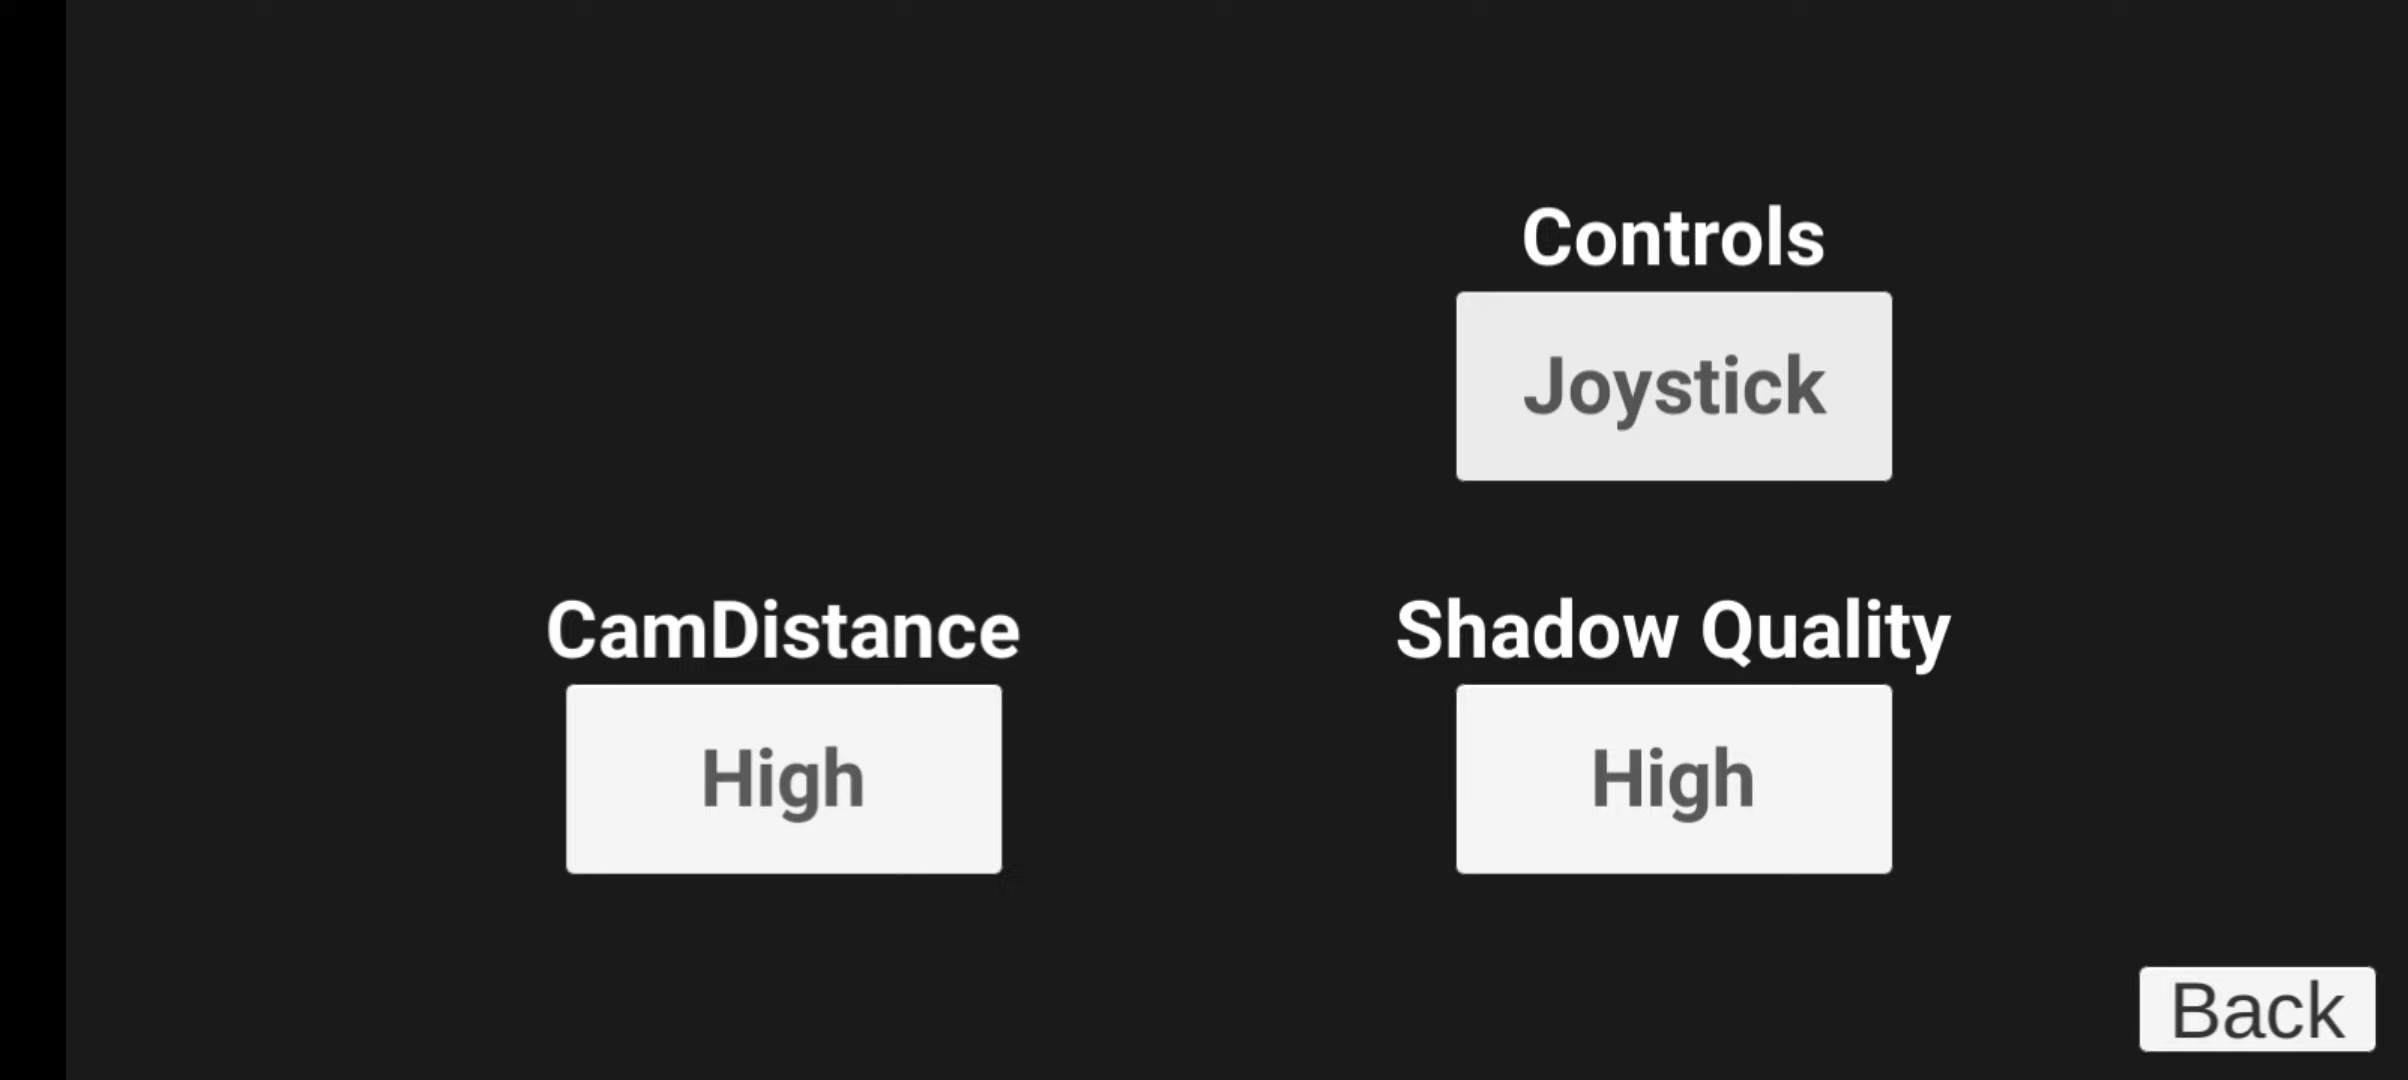 Controls
Joystick
CamDistance
High
Shadow Quality
High
Back